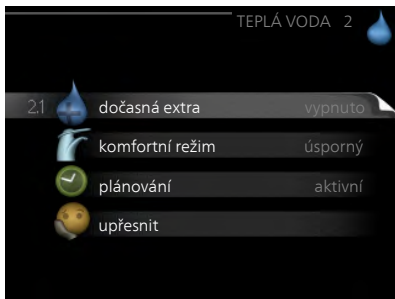 TEPLÁ VODA 2
2.1 dočasná extra vypnuto
komfortní režim úsporný
plánování aktivní
upřesnit